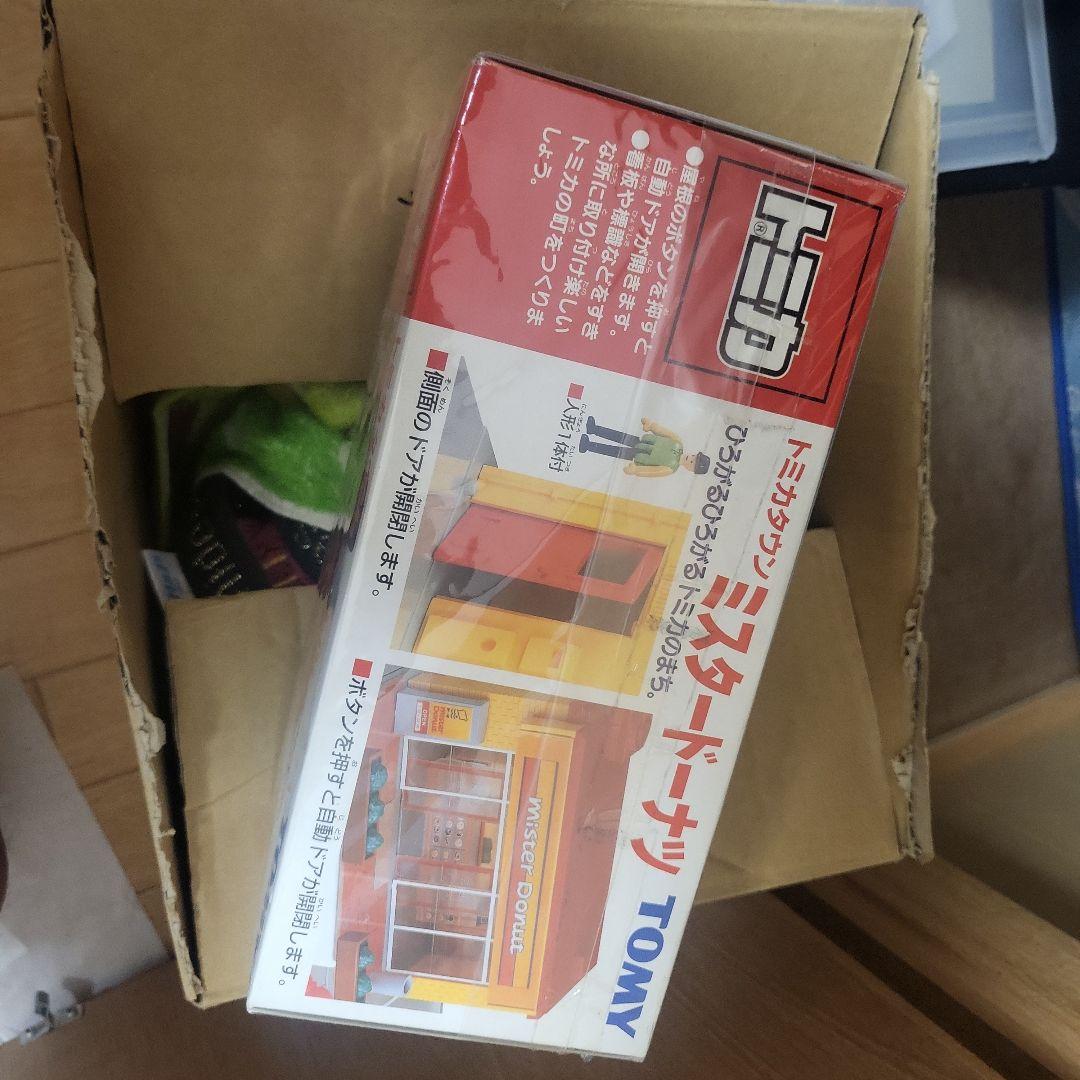 トミカ®
●屋根のボタンを押すと
自動ドアが開きます。
●看板や標識などをすき
な所に取り付け楽しい
トミカの町をつくりま
しょう。
トミカタウン ミスタードーナツ TOMY
ひろがるひろがるトミカのまち。
■人形1体付
■側面のドアが開閉します。
■ボタンを押すと自動ドアが開閉します。
mister Donut
OPEN